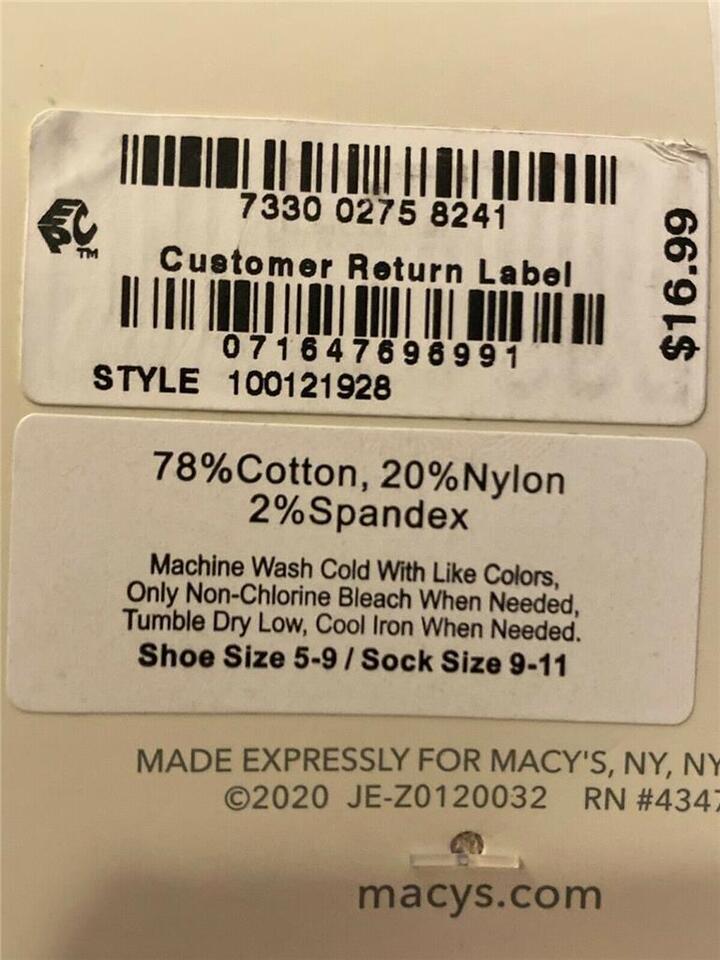 7330 0275 8241
EPC™
Customer Return Label
$16.99
071647696991
STYLE 100121928
78%Cotton, 20%Nylon
2%Spandex
Machine Wash Cold With Like Colors,
Only Non-Chlorine Bleach When Needed,
Tumble Dry Low, Cool Iron When Needed.
Shoe Size 5-9 / Sock Size 9-11
MADE EXPRESSLY FOR MACY'S, NY, NY
©2020 JE-Z0120032 RN #4347
macys.com